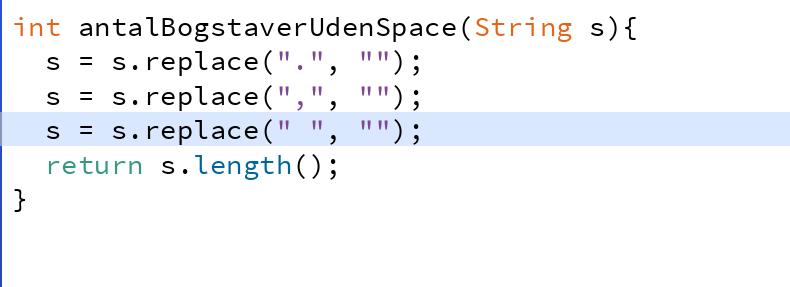 int antalBogstaverUdenSpace(String s){
  s = s.replace(".", "");
  s = s.replace(",", "");
  s = s.replace(" ", "");
  return s.length();
}